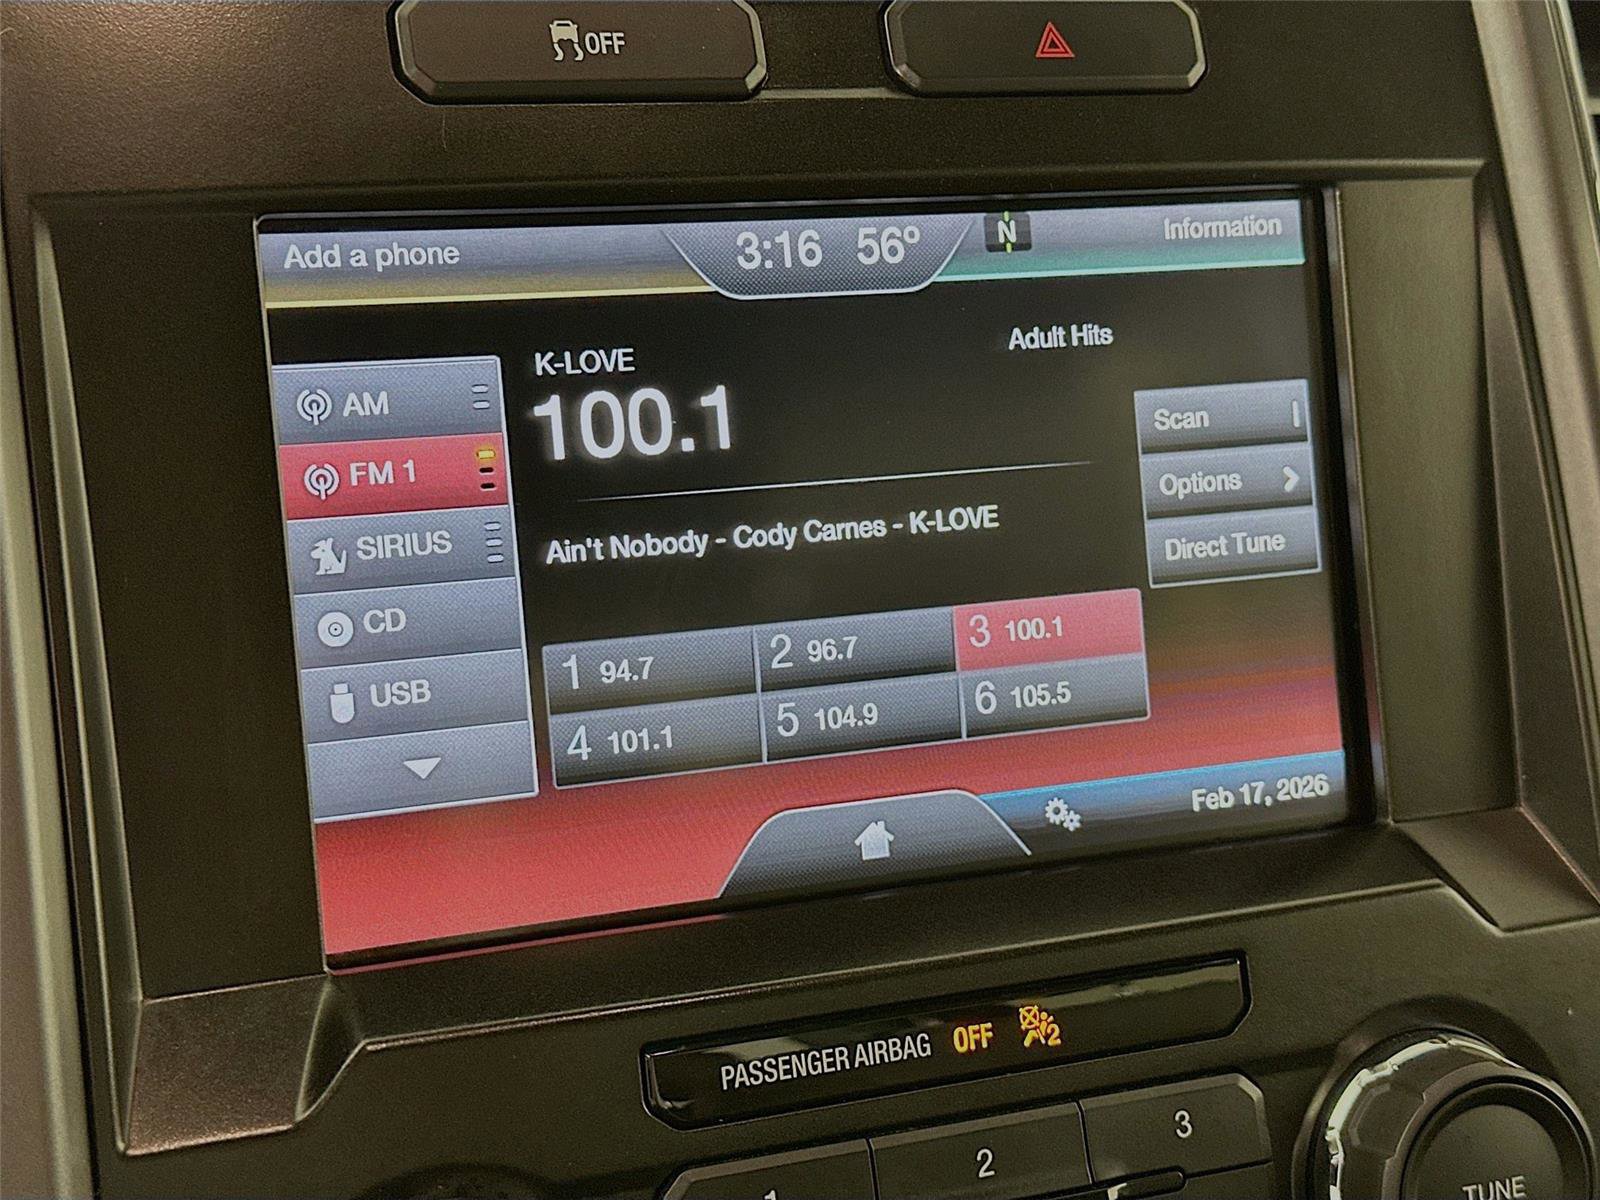 OFF
Add a phone
3:16 56°
N
Information
Adult Hits
K-LOVE
100.1
AM
FM 1
SIRIUS
CD
USB
Scan
Options
Direct Tune
Ain't Nobody - Cody Carnes - K-LOVE
1 94.7
2 96.7
3 100.1
4 101.1
5 104.9
6 105.5
Feb 17, 2026
PASSENGER AIRBAG OFF 2
1
2
3
TUNE